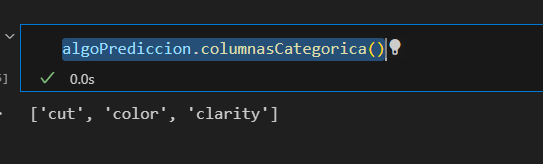 algoPrediccion.columnasCategorica()
0.0s
['cut', 'color', 'clarity']